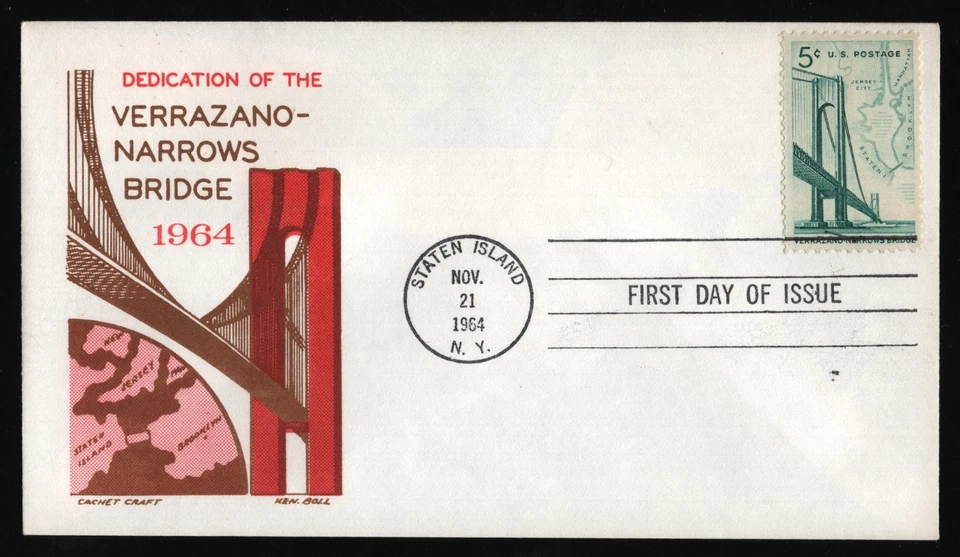 DEDICATION OF THE
VERRAZANO-
NARROWS
BRIDGE
1964
NEW
JERSEY
STATEN
ISLAND
BROOKLYN
CACHET CRAFT
KEN BOLL
STATEN ISLAND
NOV.
21
1964
N. Y.
5¢ U.S. POSTAGE
JERSEY
CITY
MANHATTAN
BROOKLYN
STATEN I.
VERRAZANO-NARROWS BRIDGE
FIRST DAY OF ISSUE